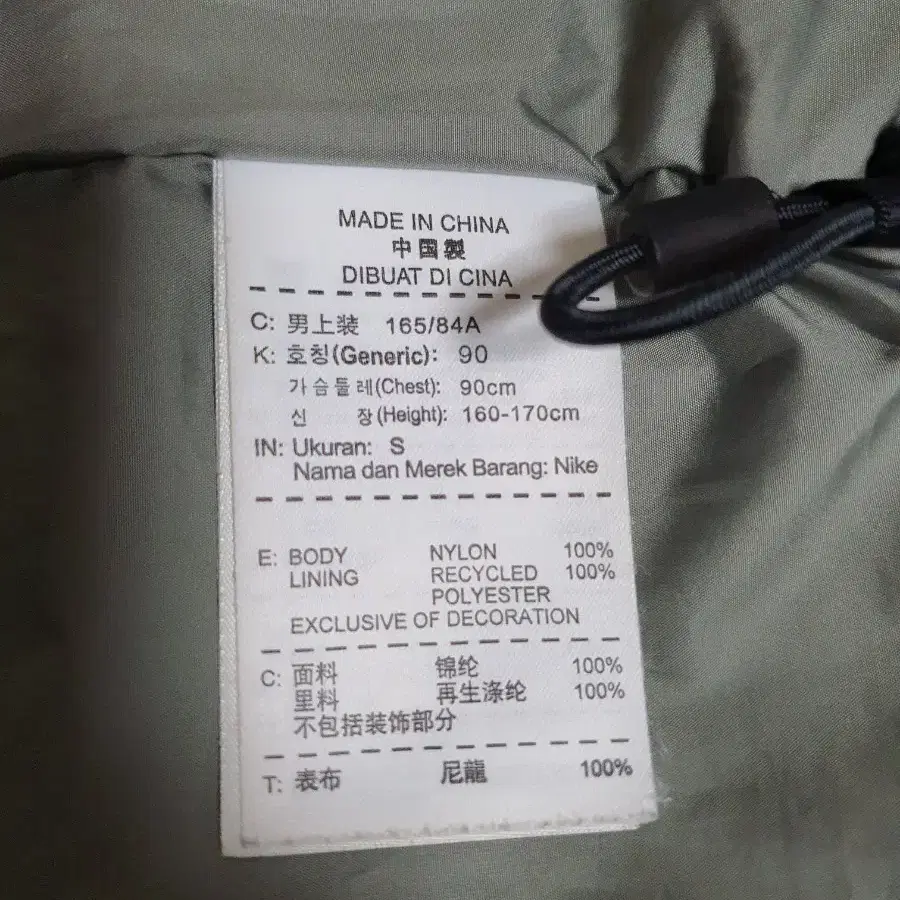 MADE IN CHINA
中国製
DIBUAT DI CINA
C: 男上装 165/84A
K: 호칭(Generic): 90
가슴둘레(Chest): 90cm
신 장(Height): 160-170cm
IN: Ukuran: S
Nama dan Merek Barang: Nike
E: BODY NYLON 100%
LINING RECYCLED 100%
POLYESTER
EXCLUSIVE OF DECORATION
C: 面料 锦纶 100%
里料 再生涤纶 100%
不包括装饰部分
T: 表布 尼龍 100%